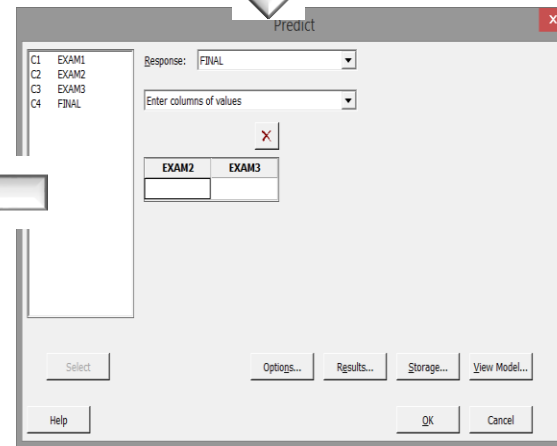 Predict
x
C1 EXAM1
C2 EXAM2
C3 EXAM3
C4 FINAL
Response: FINAL
Enter columns of values
EXAM2 EXAM3
Select
Options... Results... Storage... View Model...
Help
OK Cancel